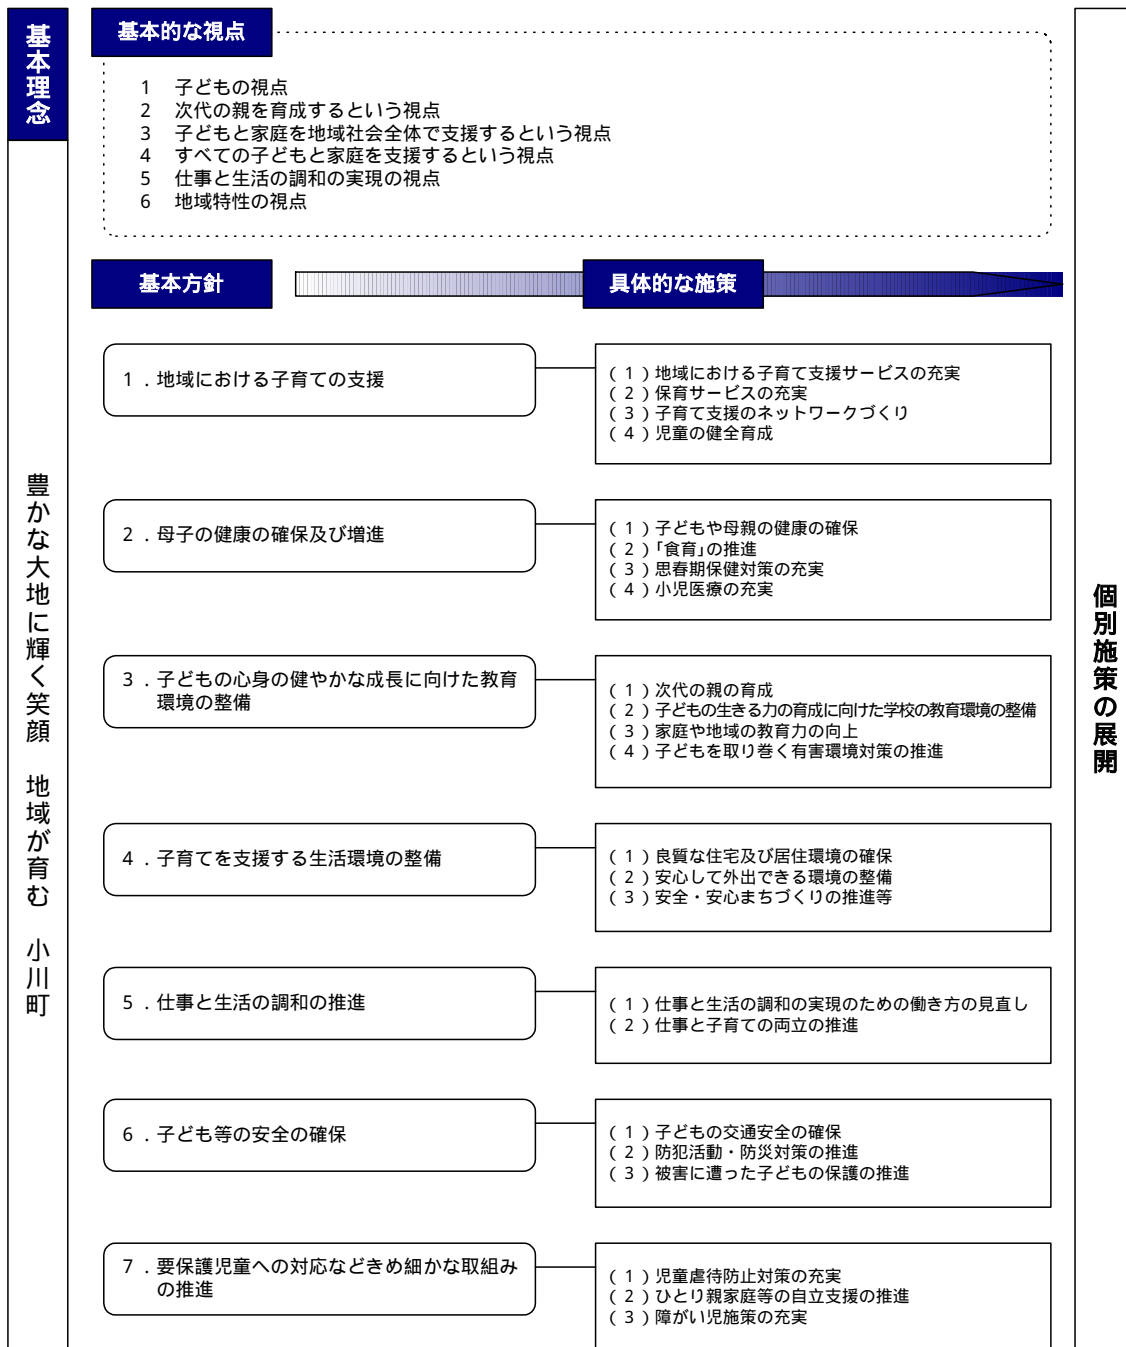 基本理念
豊かな大地に輝く笑顔　地域が育む　小川町
基本的な視点
1　子どもの視点
2　次代の親を育成するという視点
3　子どもと家庭を地域社会全体で支援するという視点
4　すべての子どもと家庭を支援するという視点
5　仕事と生活の調和の実現の視点
6　地域特性の視点
基本方針
具体的な施策
1．地域における子育ての支援
(1)地域における子育て支援サービスの充実
(2)保育サービスの充実
(3)子育て支援のネットワークづくり
(4)児童の健全育成
2．母子の健康の確保及び増進
(1)子どもや母親の健康の確保
(2)｢食育｣の推進
(3)思春期保健対策の充実
(4)小児医療の充実
3．子どもの心身の健やかな成長に向けた教育
環境の整備
(1)次代の親の育成
(2)子どもの生きる力の育成に向けた学校の教育環境の整備
(3)家庭や地域の教育力の向上
(4)子どもを取り巻く有害環境対策の推進
4．子育てを支援する生活環境の整備
(1)良質な住宅及び居住環境の確保
(2)安心して外出できる環境の整備
(3)安全・安心まちづくりの推進等
5．仕事と生活の調和の推進
(1)仕事と生活の調和の実現のための働き方の見直し
(2)仕事と子育ての両立の推進
6．子ども等の安全の確保
(1)子どもの交通安全の確保
(2)防犯活動・防災対策の推進
(3)被害に遭った子どもの保護の推進
7．要保護児童への対応などきめ細かな取組み
の推進
(1)児童虐待防止対策の充実
(2)ひとり親家庭等の自立支援の推進
(3)障がい児施策の充実
個別施策の展開